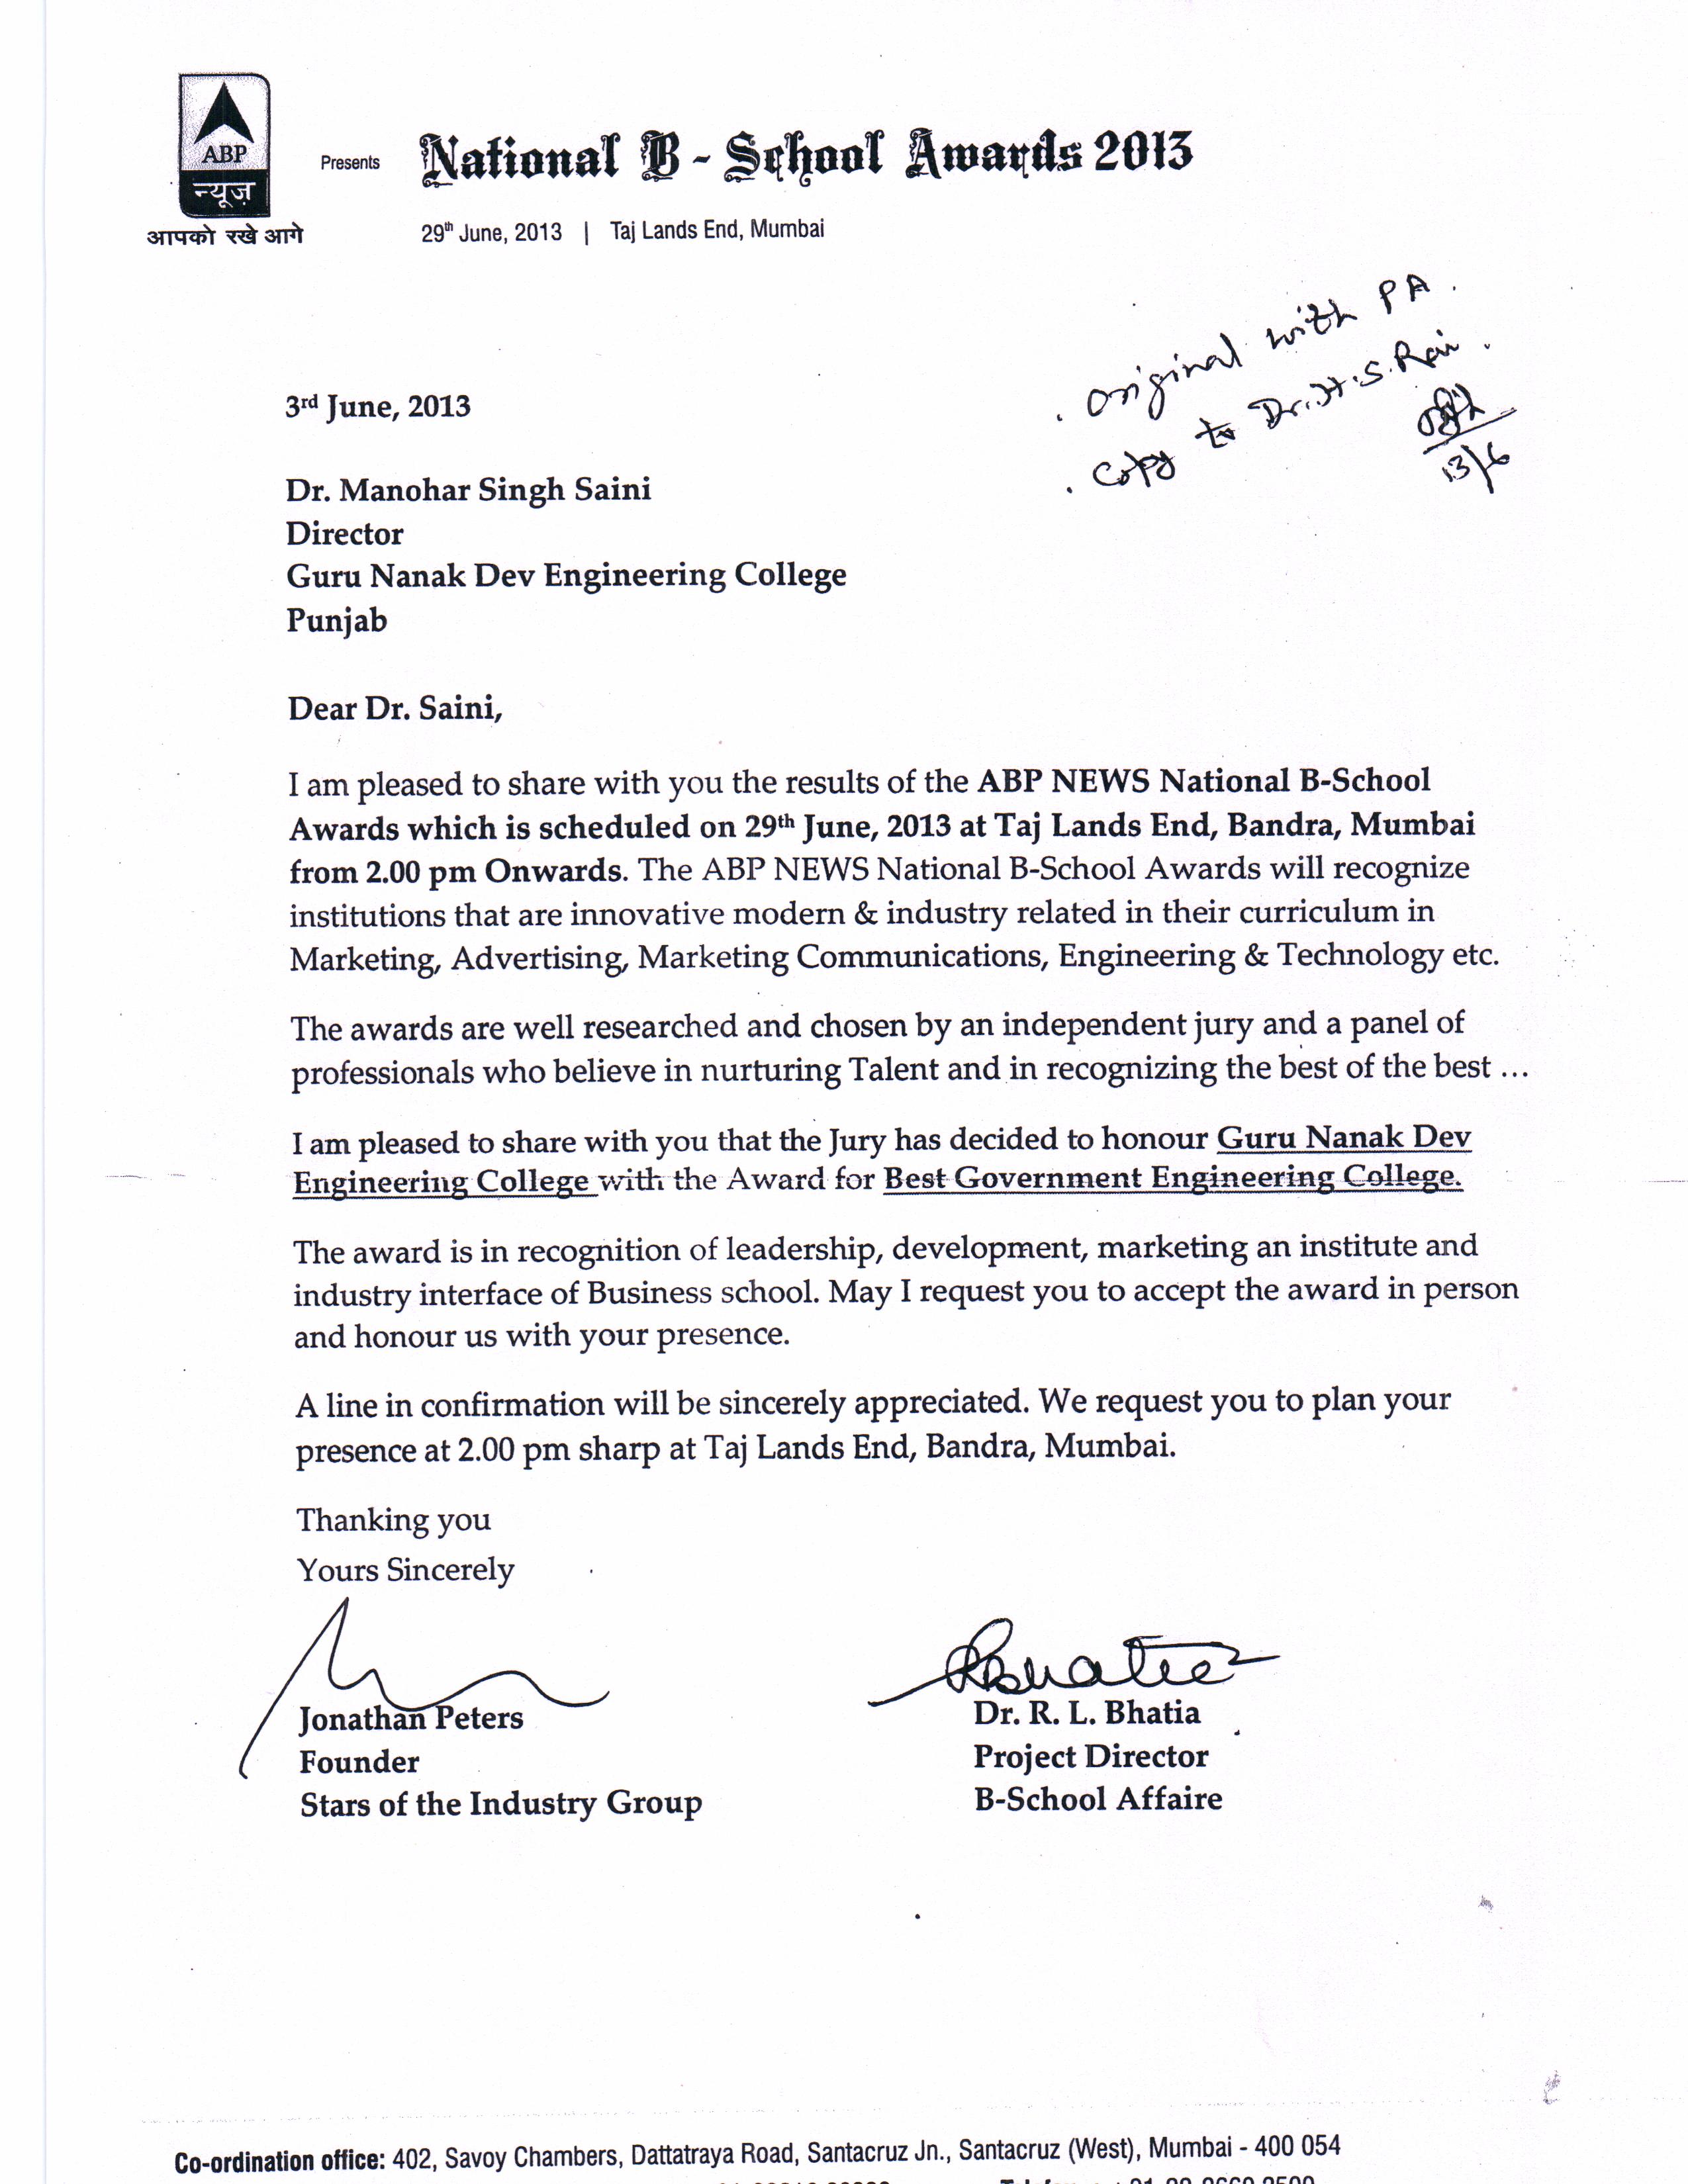 ABP
न्यूज़
आपको रखे आगे
Presents
National B - School Awards 2013
29th June, 2013 | Taj Lands End, Mumbai
. Original with PA .
. Copy to Dr. H.S. Rai .
13/6
3rd June, 2013
Dr. Manohar Singh Saini
Director
Guru Nanak Dev Engineering College
Punjab
Dear Dr. Saini,
I am pleased to share with you the results of the ABP NEWS National B-School
Awards which is scheduled on 29th June, 2013 at Taj Lands End, Bandra, Mumbai
from 2.00 pm Onwards. The ABP NEWS National B-School Awards will recognize
institutions that are innovative modern & industry related in their curriculum in
Marketing, Advertising, Marketing Communications, Engineering & Technology etc.
The awards are well researched and chosen by an independent jury and a panel of
professionals who believe in nurturing Talent and in recognizing the best of the best ...
I am pleased to share with you that the Jury has decided to honour Guru Nanak Dev
Engineering College with the Award for Best Government Engineering College.
The award is in recognition of leadership, development, marketing an institute and
industry interface of Business school. May I request you to accept the award in person
and honour us with your presence.
A line in confirmation will be sincerely appreciated. We request you to plan your
presence at 2.00 pm sharp at Taj Lands End, Bandra, Mumbai.
Thanking you
Yours Sincerely
Jonathan Peters
Founder
Stars of the Industry Group
Dr. R. L. Bhatia
Project Director
B-School Affaire
Co-ordination office: 402, Savoy Chambers, Dattatraya Road, Santacruz Jn., Santacruz (West), Mumbai - 400 054